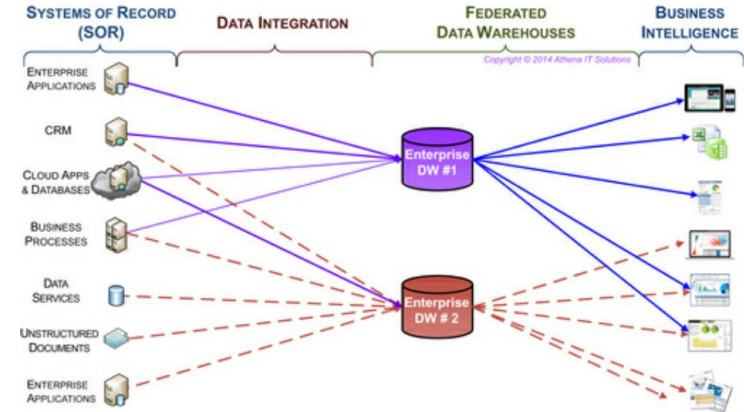 SYSTEMS OF RECORD
(SOR)
DATA INTEGRATION
FEDERATED
DATA WAREHOUSES
BUSINESS
INTELLIGENCE
Copyright © 2014 Athena IT Solutions
ENTERPRISE
APPLICATIONS
CRM
CLOUD APPS
& DATABASES
BUSINESS
PROCESSES
DATA
SERVICES
UNSTRUCTURED
DOCUMENTS
ENTERPRISE
APPLICATIONS
Enterprise
DW #1
Enterprise
DW # 2